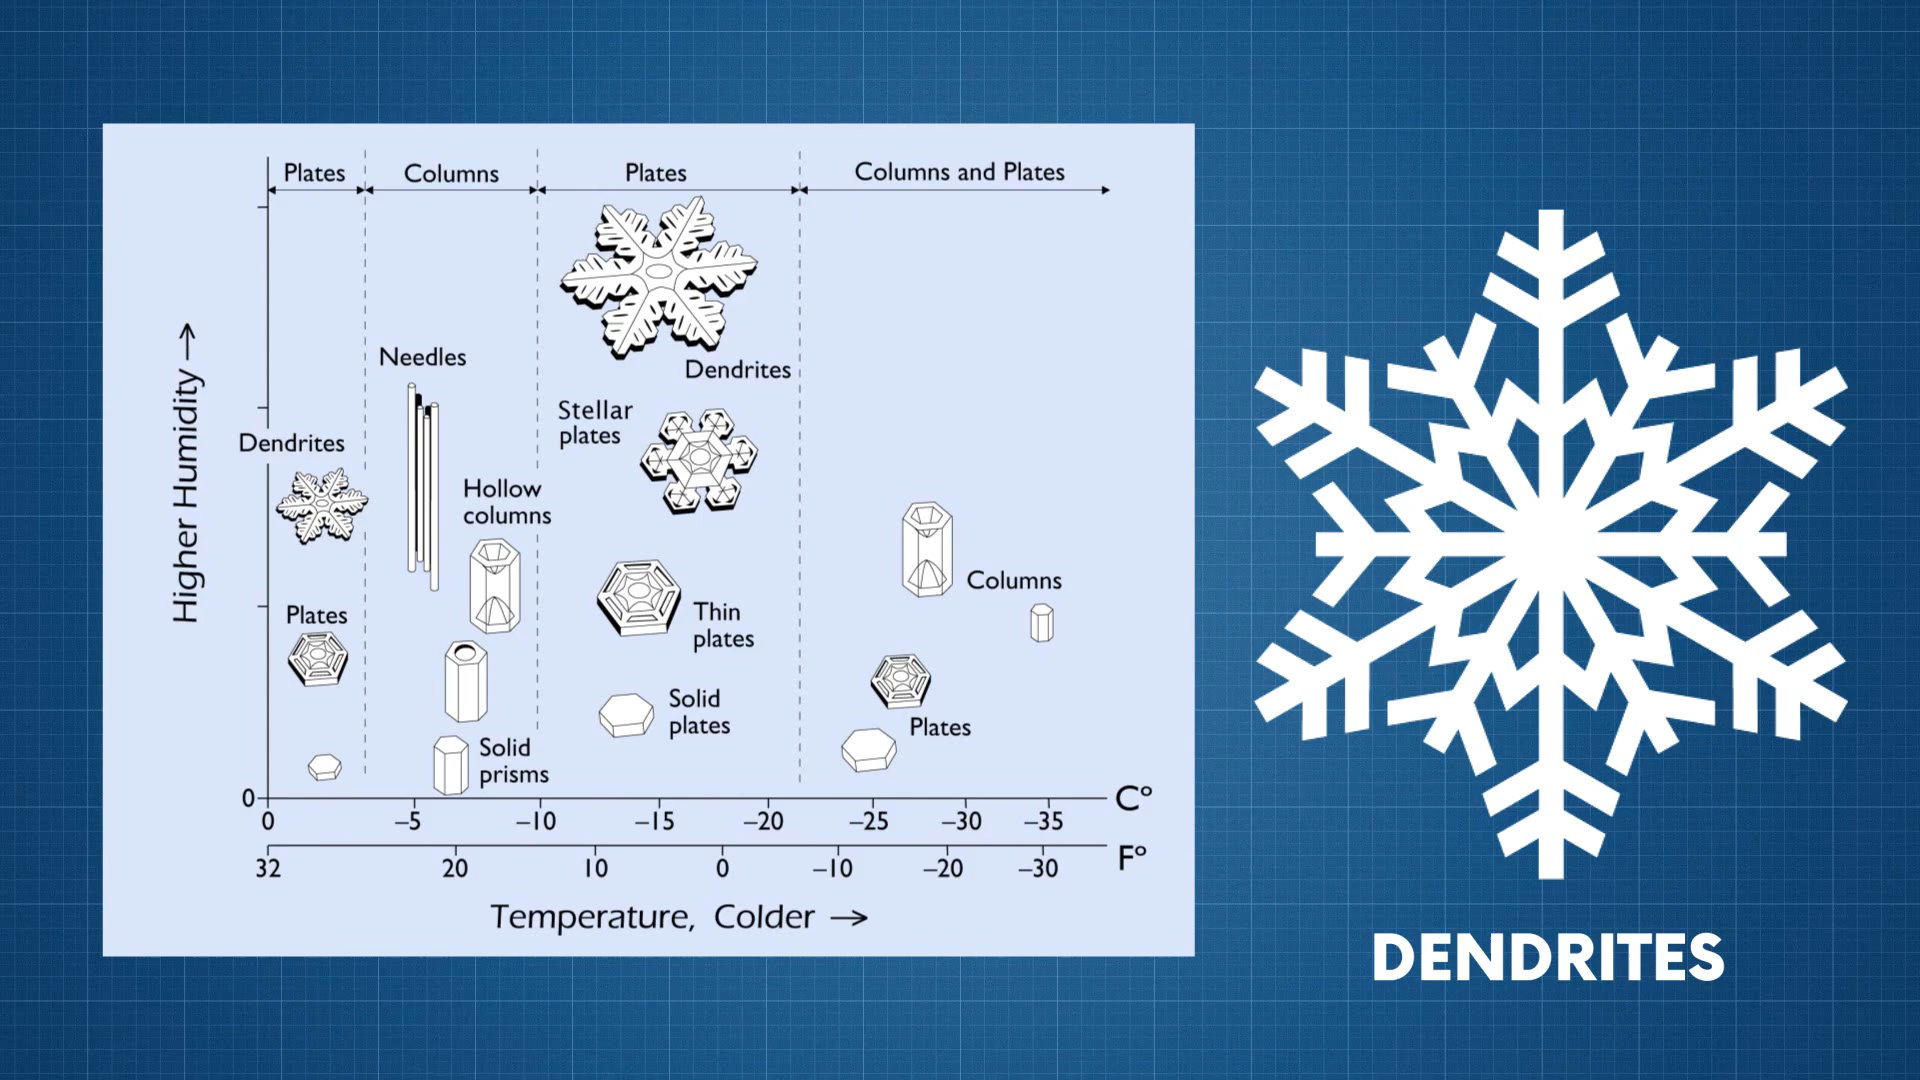 Plates
Columns
Plates
Columns and Plates
Higher Humidity →
Dendrites
Plates
Needles
Hollow
columns
Solid
prisms
Dendrites
Stellar
plates
Thin
plates
Solid
plates
Columns
Plates
0
C°
0 –5 –10 –15 –20 –25 –30 –35
F°
32 20 10 0 –10 –20 –30
Temperature, Colder →
DENDRITES